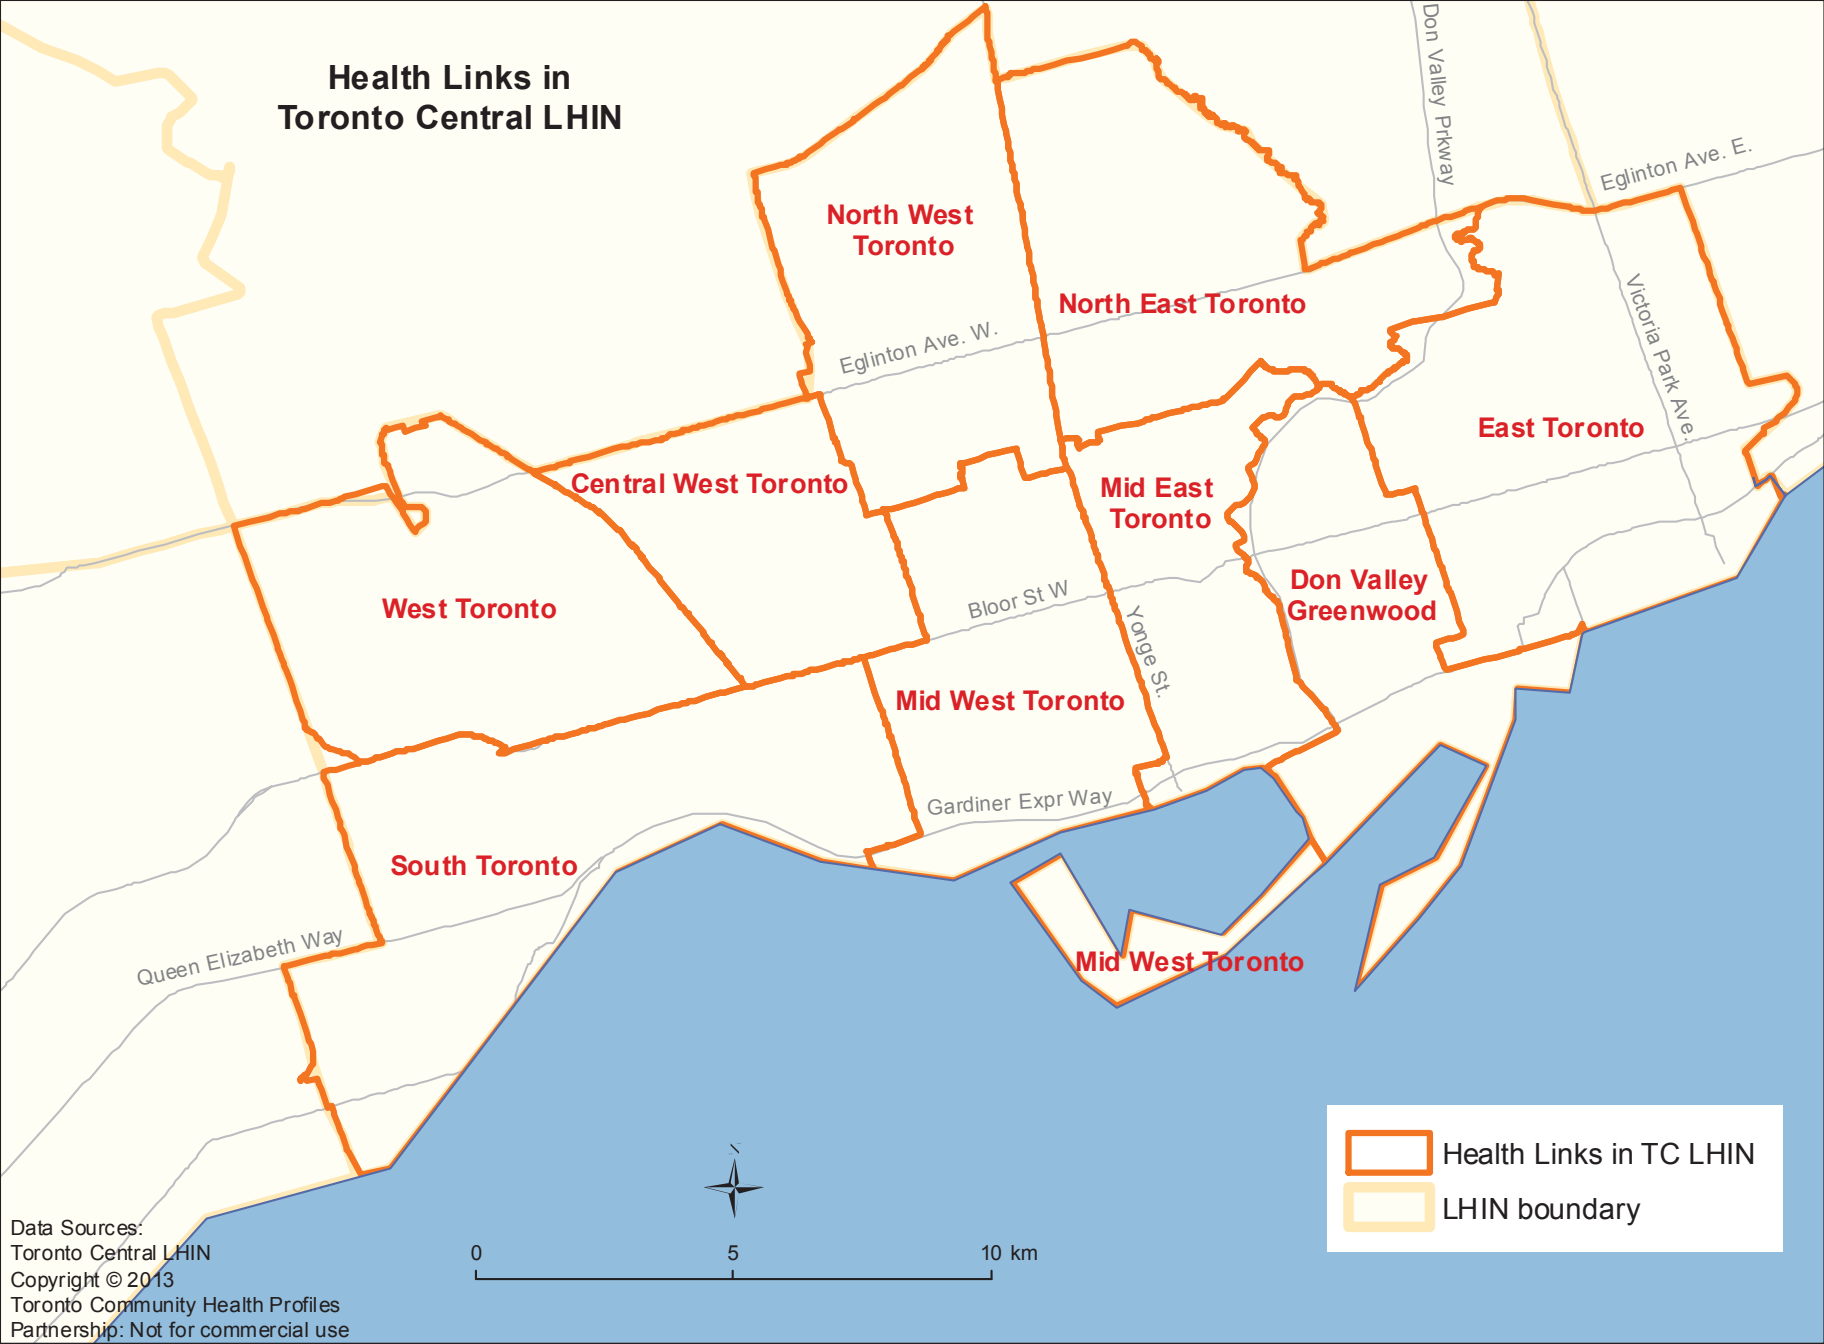 Health Links in
Toronto Central LHIN
Don Valley Prkway
Eglinton Ave. E.
North West
Toronto
North East Toronto
Eglinton Ave. W.
Victoria Park Ave.
East Toronto
Central West Toronto
Mid East
Toronto
Don Valley
Greenwood
West Toronto
Bloor St W
Yonge St.
Mid West Toronto
Gardiner Expr Way
South Toronto
Queen Elizabeth Way
Mid West Toronto
N
Health Links in TC LHIN
LHIN boundary
0 5 10 km
Data Sources:
Toronto Central LHIN
Copyright © 2013
Toronto Community Health Profiles
Partnership: Not for commercial use